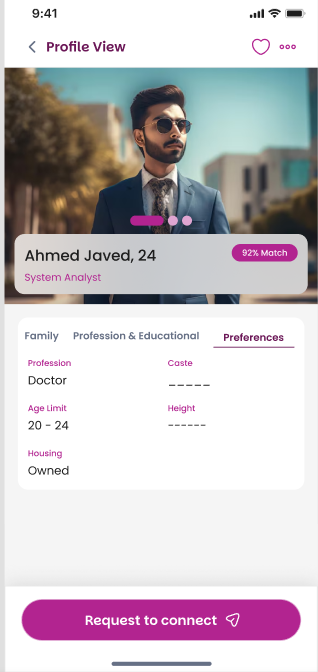 9:41
Profile View
Ahmed Javed, 24
92% Match
System Analyst
Family
Profession & Educational
Preferences
Profession
Caste
Doctor
_____
Age Limit
Height
20 - 24
------
Housing
Owned
Request to connect